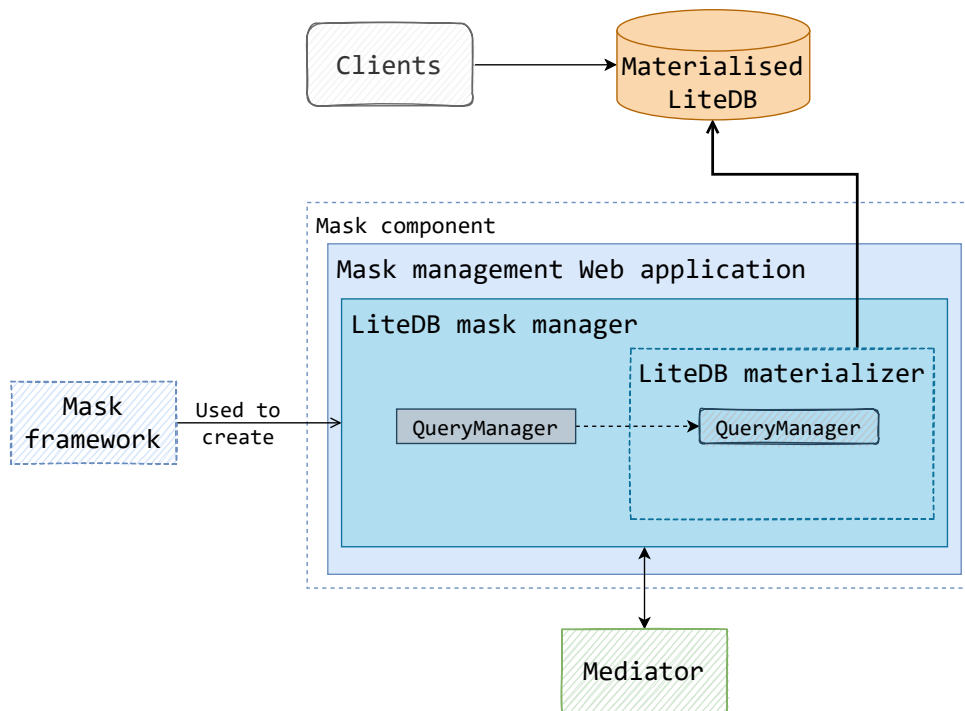 Clients
Materialised
LiteDB
Mask component
Mask management Web application
LiteDB mask manager
LiteDB materializer
Mask
framework
Used to
create
QueryManager
QueryManager
Mediator